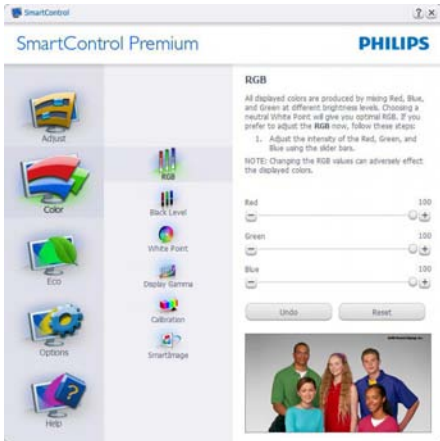 SmartControl
SmartControl Premium
PHILIPS
Adjust
Color
Eco
Options
Help
RGB
Black Level
White Point
Display Gamma
Calibration
SmartImage
RGB
All displayed colors are produced by mixing Red, Blue,
and Green at different brightness levels. Choosing a
neutral White Point will give you optimal RGB. If you
prefer to adjust the RGB now, follow these steps:
1. Adjust the intensity of the Red, Green, and
Blue using the slider bars.
NOTE: Changing the RGB values can adversely effect
the displayed colors.
Red 100
Green 100
Blue 100
Undo Reset